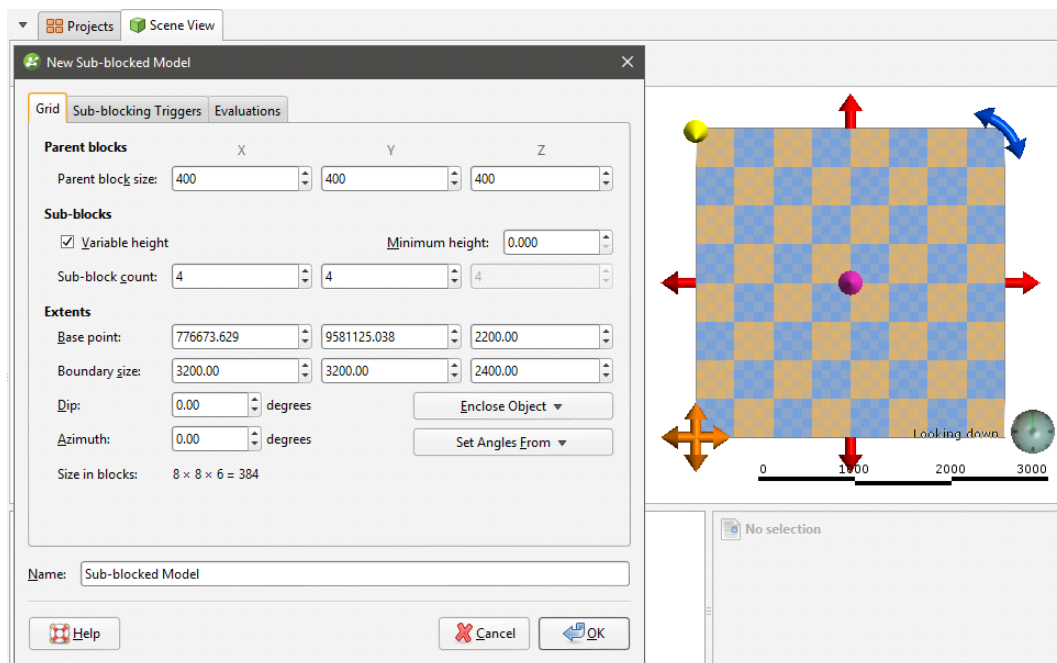 Projects Scene View
New Sub-blocked Model
Grid Sub-blocking Triggers Evaluations
Parent blocks X Y Z
Parent block size: 400 400 400
Sub-blocks
Variable height Minimum height: 0.000
Sub-block count: 4 4 4
Extents
Base point: 776673.629 9581125.038 2200.00
Boundary size: 3200.00 3200.00 2400.00
Dip: 0.00 degrees Enclose Object
Azimuth: 0.00 degrees Set Angles From
Size in blocks: 8 × 8 × 6 = 384
Looking down
0 1000 2000 3000
No selection
Name: Sub-blocked Model
Help Cancel OK